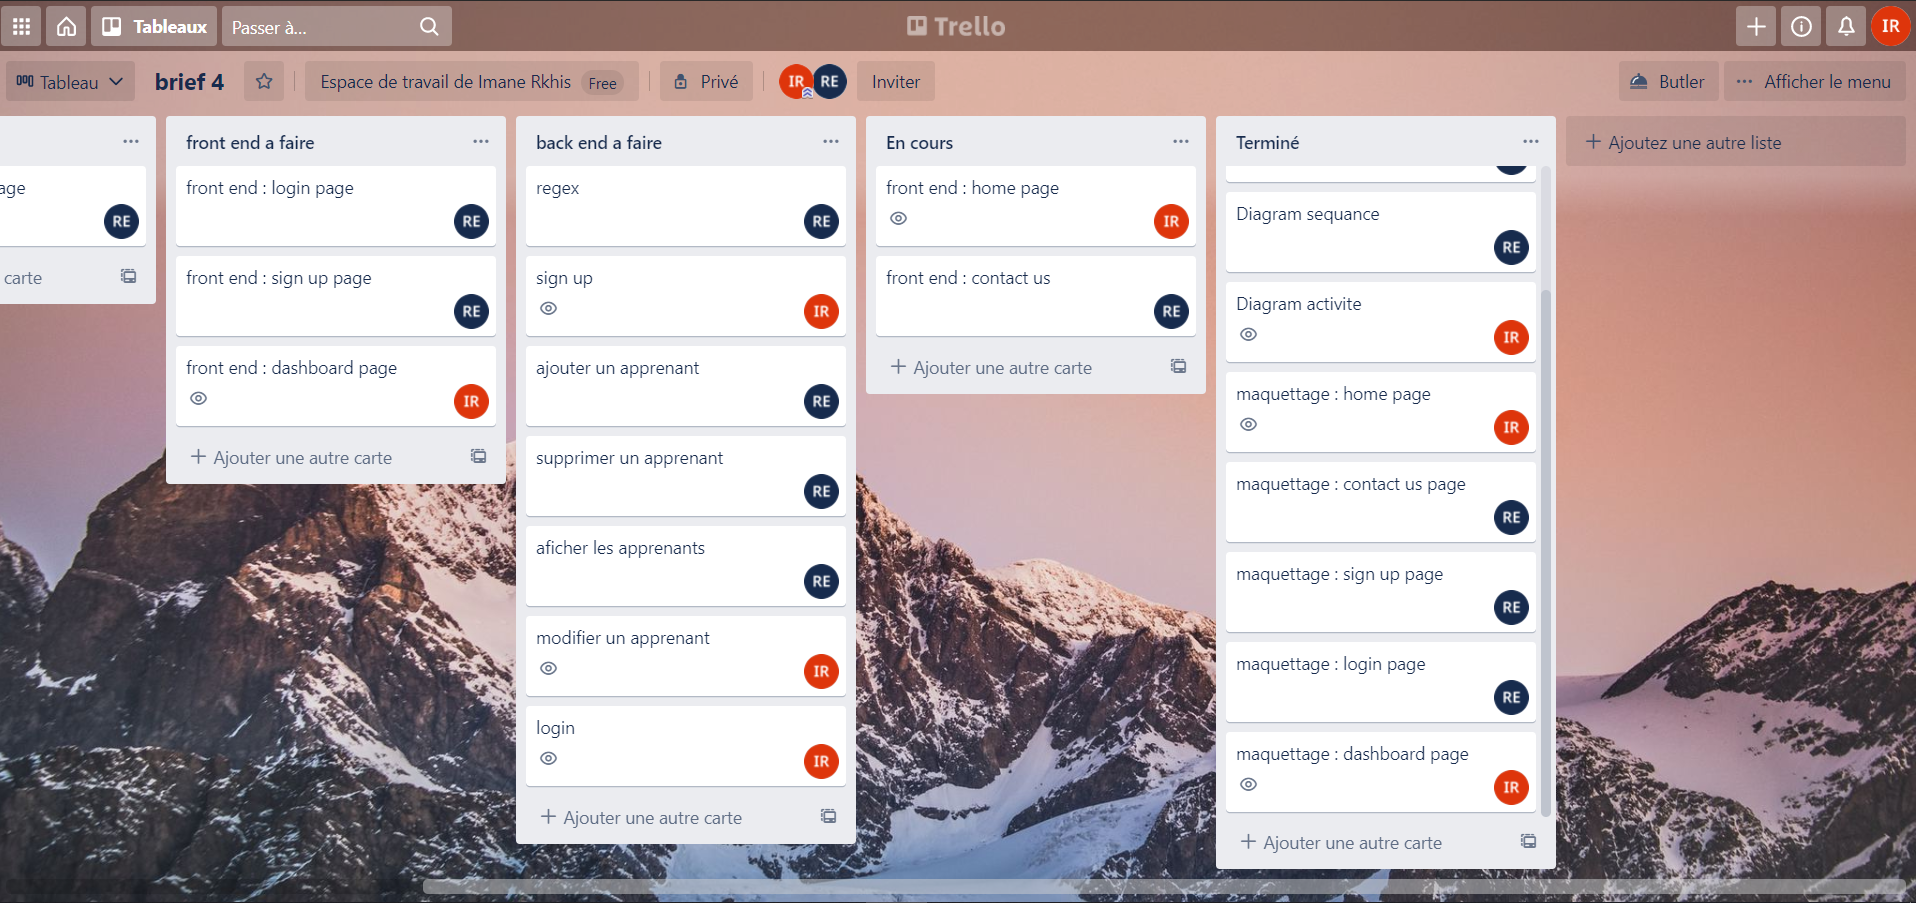 Tableaux
Passer à...
Trello
IR
Tableau
brief 4
Espace de travail de Imane Rkhis Free
Privé
IR RE
Inviter
Butler
··· Afficher le menu
age
RE
carte
front end a faire
front end : login page
RE
front end : sign up page
RE
front end : dashboard page
IR
+ Ajouter une autre carte
back end a faire
regex
RE
sign up
IR
ajouter un apprenant
RE
supprimer un apprenant
RE
aficher les apprenants
RE
modifier un apprenant
IR
login
IR
+ Ajouter une autre carte
En cours
front end : home page
IR
front end : contact us
RE
+ Ajouter une autre carte
Terminé
Diagram sequance
RE
Diagram activite
IR
maquettage : home page
IR
maquettage : contact us page
RE
maquettage : sign up page
RE
maquettage : login page
RE
maquettage : dashboard page
IR
+ Ajouter une autre carte
+ Ajoutez une autre liste